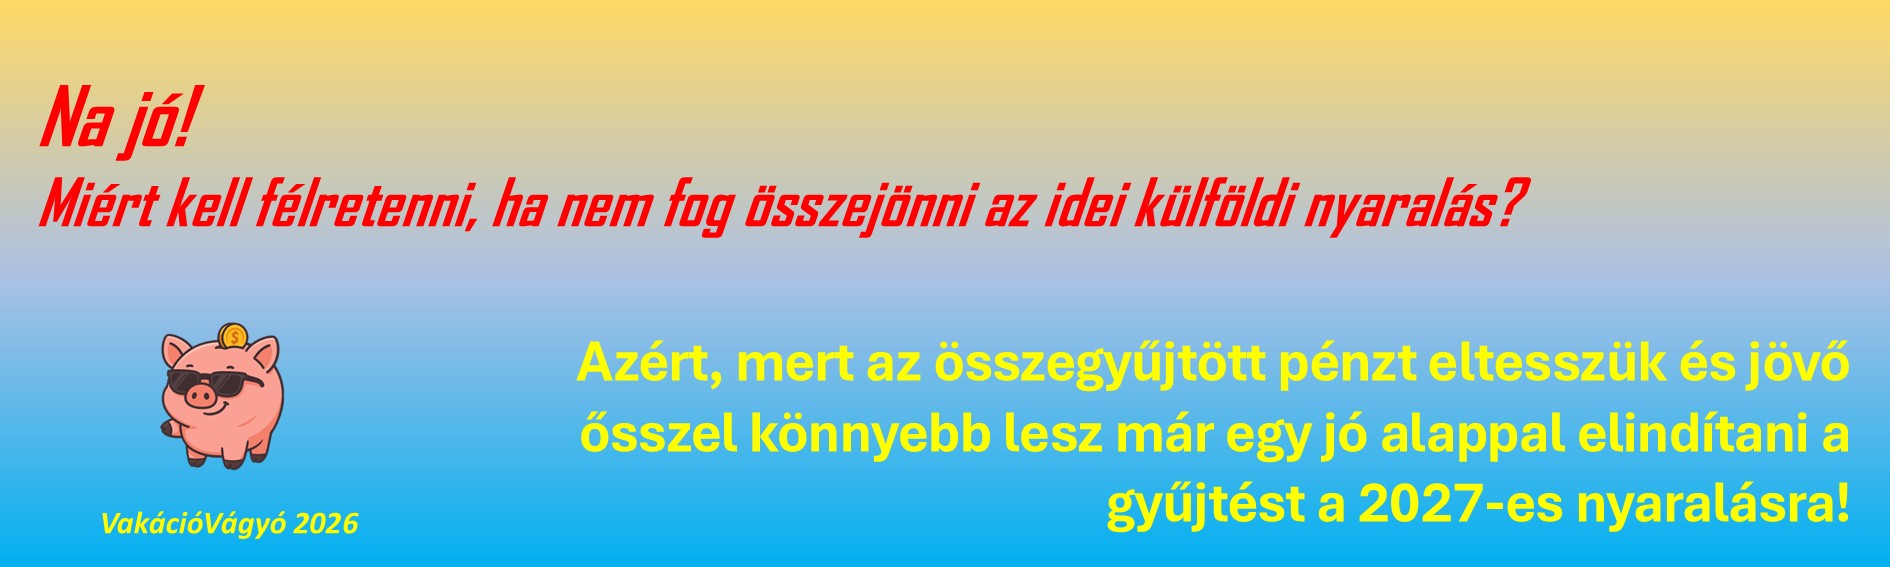 Na jó!
Miért kell félretenni, ha nem fog összejönni az idei külföldi nyaralás?
Azért, mert az összegyűjtött pénzt eltesszük és jövő
ősszel könnyebb lesz már egy jó alappal elindítani a
gyűjtést a 2027-es nyaralásra!
VakációVágyó 2026